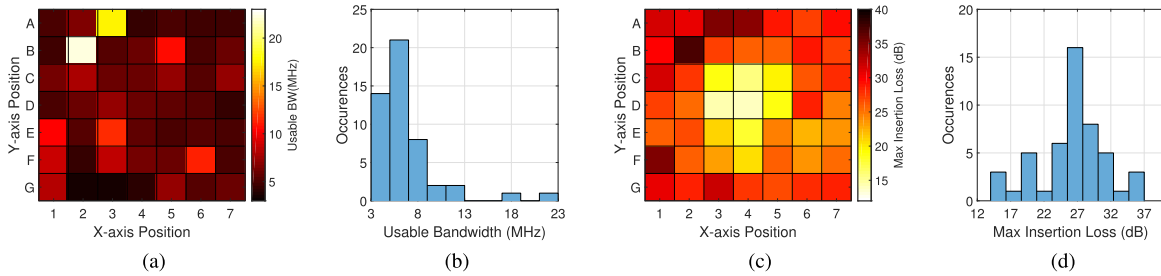 A
B
C
D
E
F
G
1 2 3 4 5 6 7
X-axis Position
Y-axis Position
20
15
10
5
Usable BW(MHz)
25
20
15
10
5
0
3 8 13 18 23
Usable Bandwidth (MHz)
Occurences
A
B
C
D
E
F
G
1 2 3 4 5 6 7
X-axis Position
Y-axis Position
40
35
30
25
20
15
Max Insertion Loss (dB)
20
15
10
5
0
12 17 22 27 32 37
Max Insertion Loss (dB)
Occurrences
(a) (b) (c) (d)